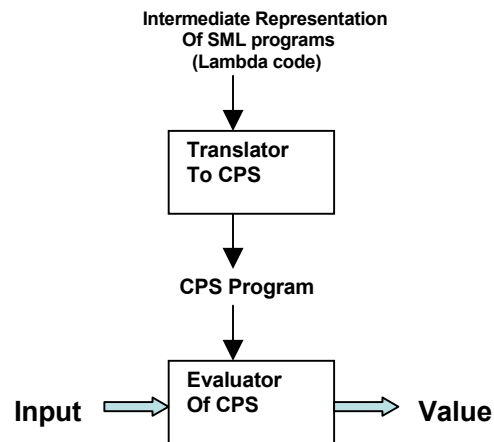 Intermediate Representation
Of SML programs
(Lambda code)
Translator
To CPS
CPS Program
Evaluator
Of CPS
Input
Value